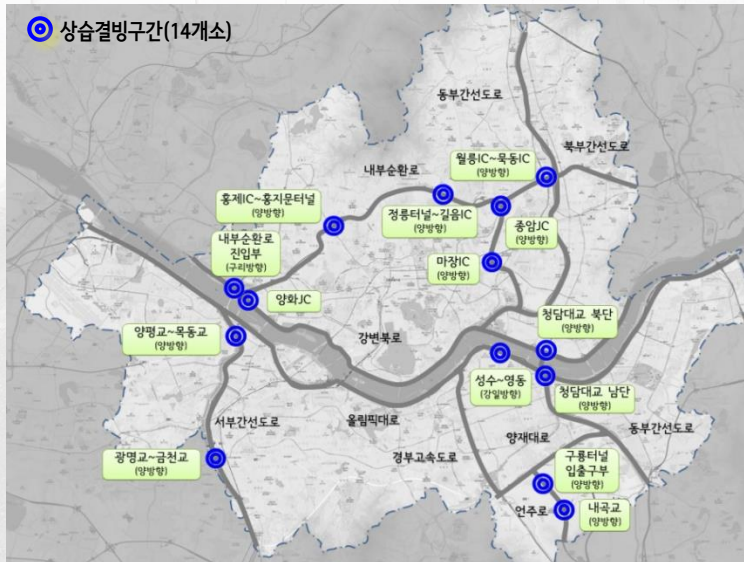 상습결빙구간(14개소)
동부간선도로
북부간선도로
월릉IC~묵동IC
(양방향)
내부순환로
홍제IC~홍지문터널
(양방향)
정릉터널~길음IC
(양방향)
종암JC
(양방향)
내부순환로
진입부
(구리방향)
마장IC
(양방향)
양화JC
청담대교 북단
(양방향)
양평교~목동교
(양방향)
강변북로
성수~영동
(강일방향)
청담대교 남단
(양방향)
서부간선도로
올림픽대로
양재대로
동부간선도로
광명교~금천교
(양방향)
경부고속도로
구룡터널
입출구부
(양방향)
언주로
내곡교
(양방향)